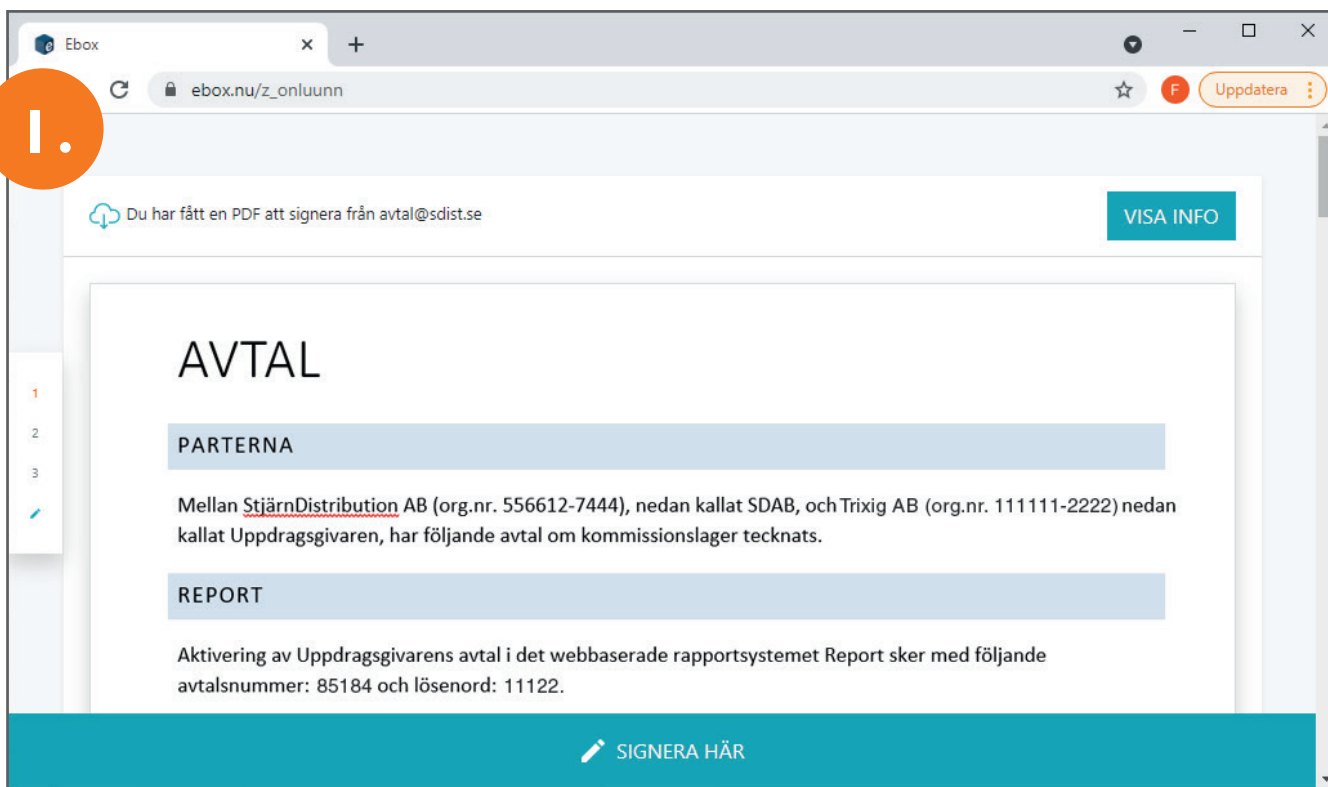 Ebox
ebox.nu/z_onluunn
F
Uppdatera
1.
Du har fått en PDF att signera från avtal@sdist.se
VISA INFO
AVTAL
1
2
3
PARTERNA
Mellan StjärnDistribution AB (org.nr. 556612-7444), nedan kallat SDAB, och Trixig AB (org.nr. 111111-2222) nedan
kallat Uppdragsgivaren, har följande avtal om kommissionslager tecknats.
REPORT
Aktivering av Uppdragsgivarens avtal i det webbaserade rapportsystemet Report sker med följande
avtalsnummer: 85184 och lösenord: 11122.
SIGNERA HÄR